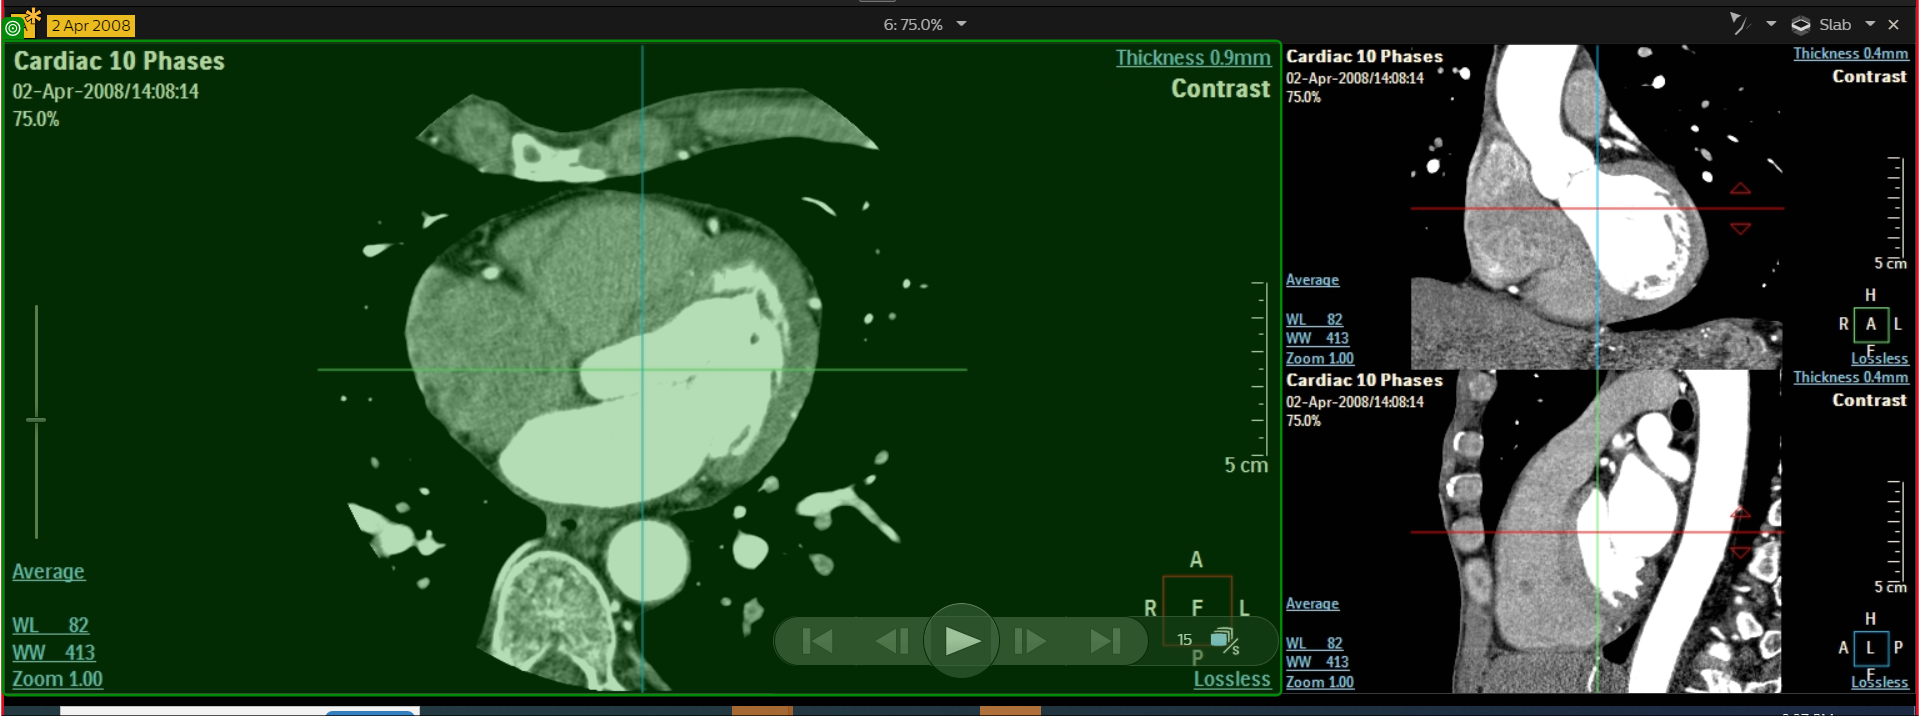 2 Apr 2008
6: 75.0%
Slab
Cardiac 10 Phases
02-Apr-2008/14:08:14
75.0%
Thickness 0.9mm
Contrast
5 cm
Average
WL 82
WW 413
Zoom 1.00
A
R F L
P
15
Lossless
Cardiac 10 Phases
02-Apr-2008/14:08:14
75.0%
Thickness 0.4mm
Contrast
5 cm
Average
WL 82
WW 413
Zoom 1.00
H
R A L
F
Lossless
Cardiac 10 Phases
02-Apr-2008/14:08:14
75.0%
Thickness 0.4mm
Contrast
5 cm
Average
WL 82
WW 413
Zoom 1.00
H
A L P
F
Lossless